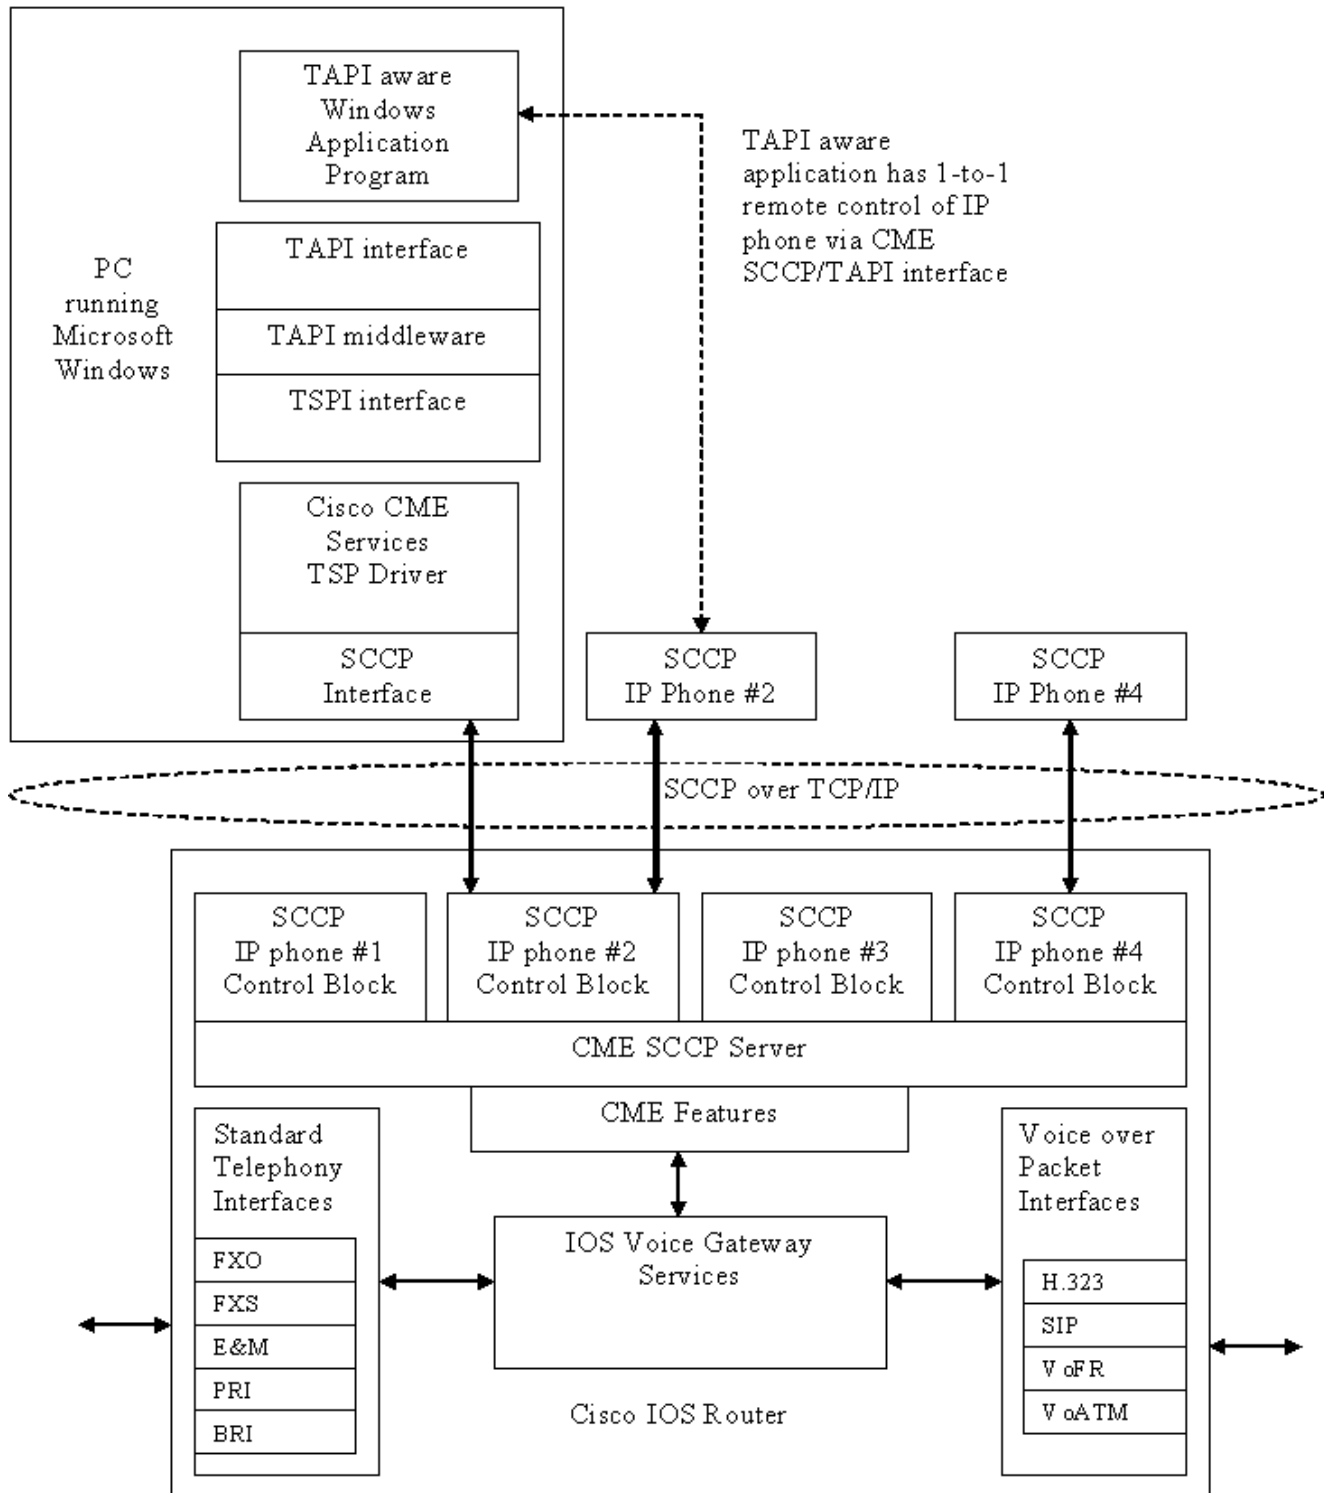 TAPI aware
Windows
Application
Program
TAPI aware
application has 1-to-1
remote control of IP
phone via CME
SCCP/TAPI interface
PC
running
Microsoft
Windows
TAPI interface
TAPI middleware
TSPI interface
Cisco CME
Services
TSP Driver
SCCP
Interface
SCCP
IP Phone #2
SCCP
IP Phone #4
SCCP over TCP/IP
SCCP
IP phone #1
Control Block
SCCP
IP phone #2
Control Block
SCCP
IP phone #3
Control Block
SCCP
IP phone #4
Control Block
CME SCCP Server
CME Features
Standard
Telephony
Interfaces
FXO
FXS
E&M
PRI
BRI
IOS Voice Gateway
Services
Voice over
Packet
Interfaces
H.323
SIP
VoFR
VoATM
Cisco IOS Router